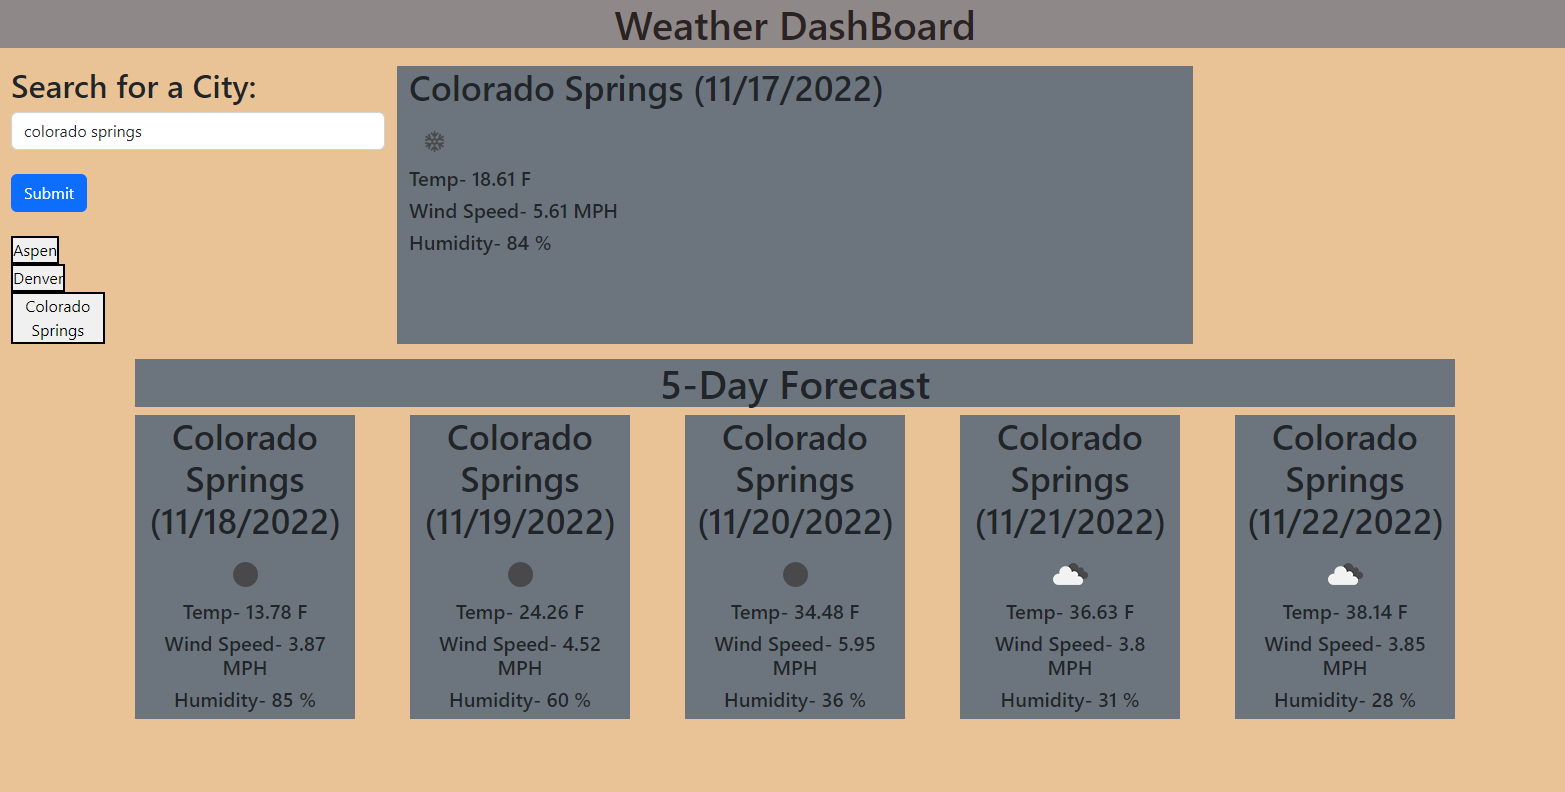 Weather DashBoard
Search for a City:
colorado springs
Submit
Aspen
Denver
Colorado
Springs
Colorado Springs (11/17/2022)
Temp- 18.61 F
Wind Speed- 5.61 MPH
Humidity- 84 %
5-Day Forecast
Colorado
Springs
(11/18/2022)
Temp- 13.78 F
Wind Speed- 3.87
MPH
Humidity- 85 %
Colorado
Springs
(11/19/2022)
Temp- 24.26 F
Wind Speed- 4.52
MPH
Humidity- 60 %
Colorado
Springs
(11/20/2022)
Temp- 34.48 F
Wind Speed- 5.95
MPH
Humidity- 36 %
Colorado
Springs
(11/21/2022)
Temp- 36.63 F
Wind Speed- 3.8
MPH
Humidity- 31 %
Colorado
Springs
(11/22/2022)
Temp- 38.14 F
Wind Speed- 3.85
MPH
Humidity- 28 %